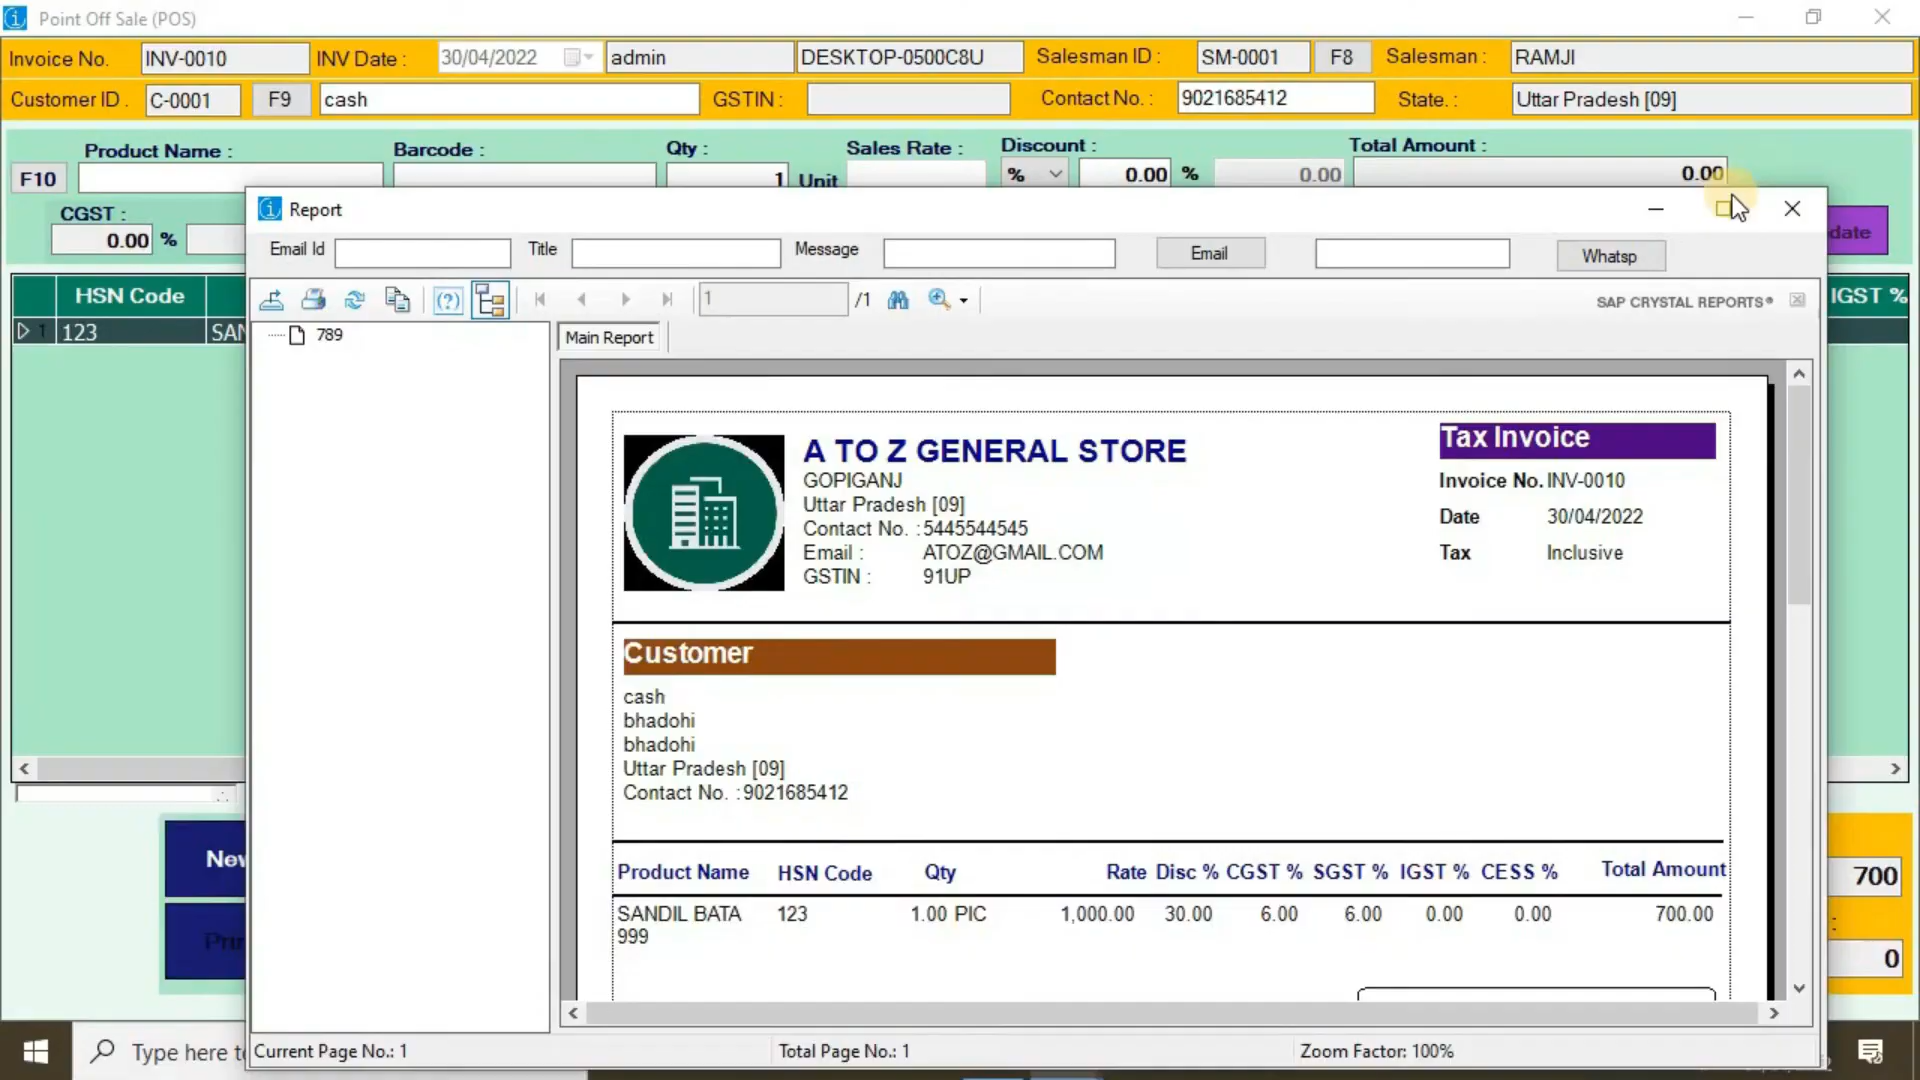 Point Off Sale (POS)
Invoice No. INV-0010 INV Date : 30/04/2022 admin DESKTOP-0500C8U Salesman ID : SM-0001 F8 Salesman : RAMJI
Customer ID . C-0001 F9 cash GSTIN : Contact No. : 9021685412 State. : Uttar Pradesh [09]
Product Name : Barcode : Qty : Sales Rate : Discount : Total Amount :
F10 1 Unit % 0.00 % 0.00 0.00
CGST :
0.00 %
date
HSN Code IGST %
1 123 SAN
Report
Email Id Title Message Email Whatsp
1 /1 SAP CRYSTAL REPORTS®
789
Main Report
A TO Z GENERAL STORE
GOPIGANJ
Uttar Pradesh [09]
Contact No. : 5445544545
Email : ATOZ@GMAIL.COM
GSTIN : 91UP
Tax Invoice
Invoice No. INV-0010
Date 30/04/2022
Tax Inclusive
Customer
cash
bhadohi
bhadohi
Uttar Pradesh [09]
Contact No. : 9021685412
Product Name HSN Code Qty Rate Disc % CGST % SGST % IGST % CESS % Total Amount
SANDIL BATA 123 1.00 PIC 1,000.00 30.00 6.00 6.00 0.00 0.00 700.00
999
New
Prin
700
:
0
Current Page No.: 1 Total Page No.: 1 Zoom Factor: 100%
Type here t